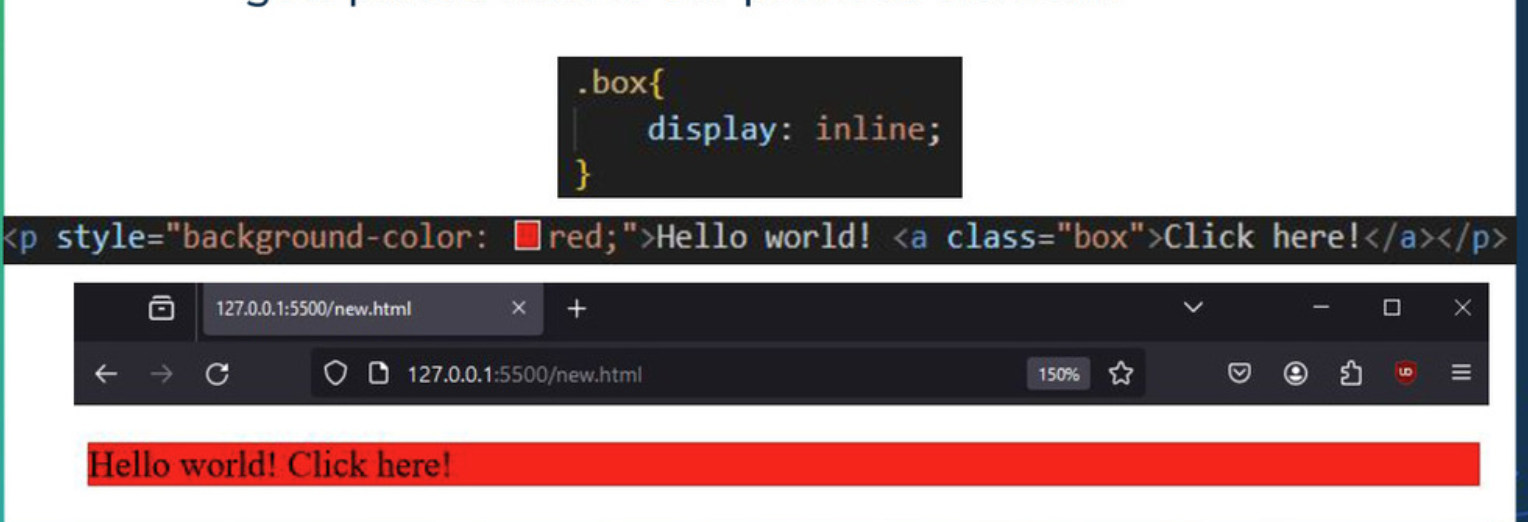 .box{
display: inline;
}
<p style="background-color: red;">Hello world! <a class="box">Click here!</a></p>
127.0.0.1:5500/new.html
127.0.0.1:5500/new.html 150%
Hello world! Click here!